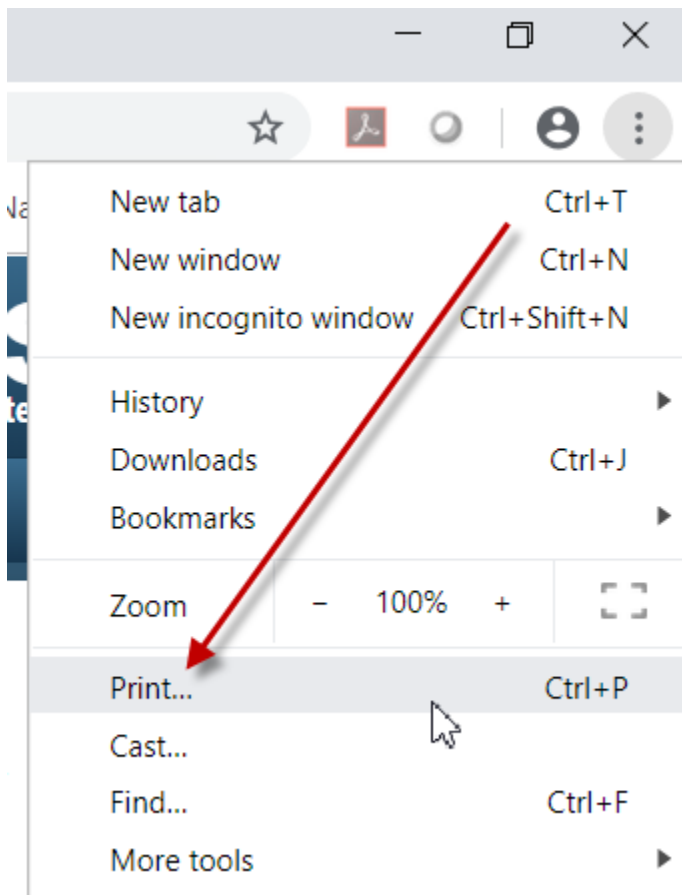 New tab Ctrl+T
New window Ctrl+N
New incognito window Ctrl+Shift+N
History
Downloads Ctrl+J
Bookmarks
Zoom - 100% +
Print... Ctrl+P
Cast...
Find... Ctrl+F
More tools